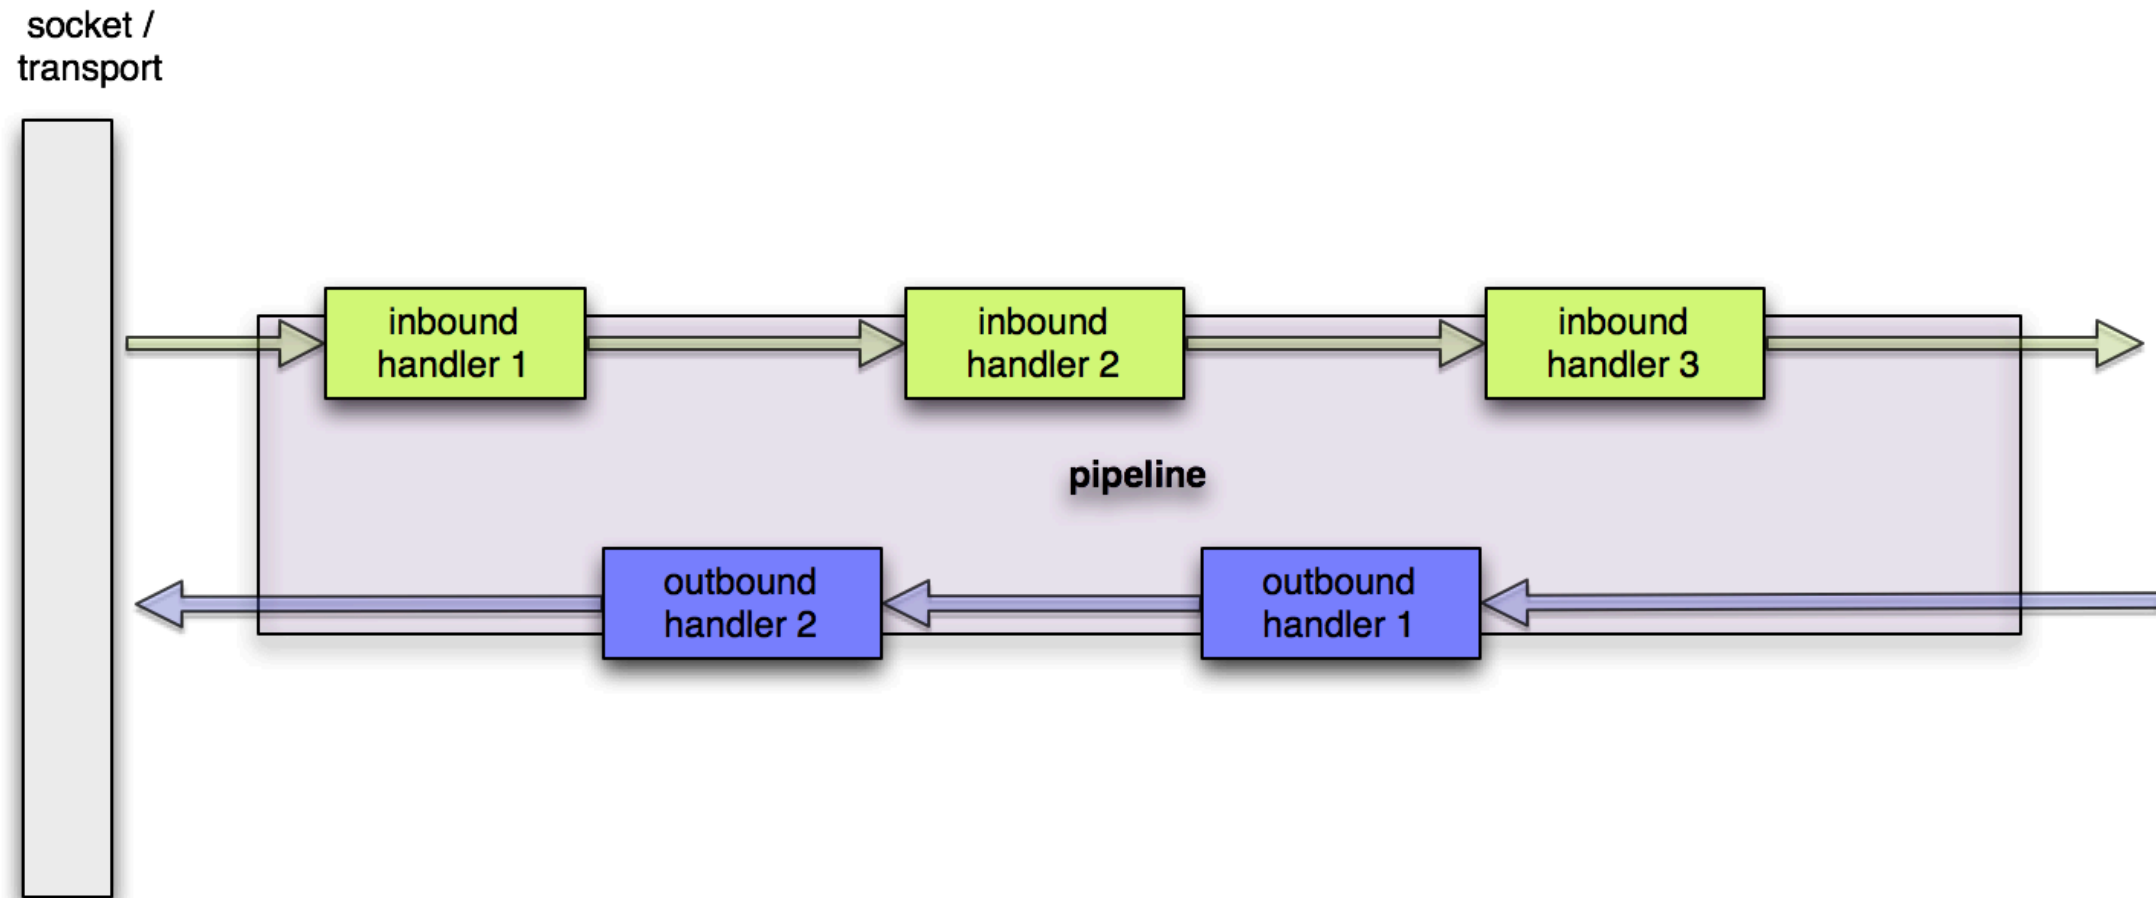 socket /
transport
inbound
handler 1
inbound
handler 2
inbound
handler 3
pipeline
outbound
handler 2
outbound
handler 1